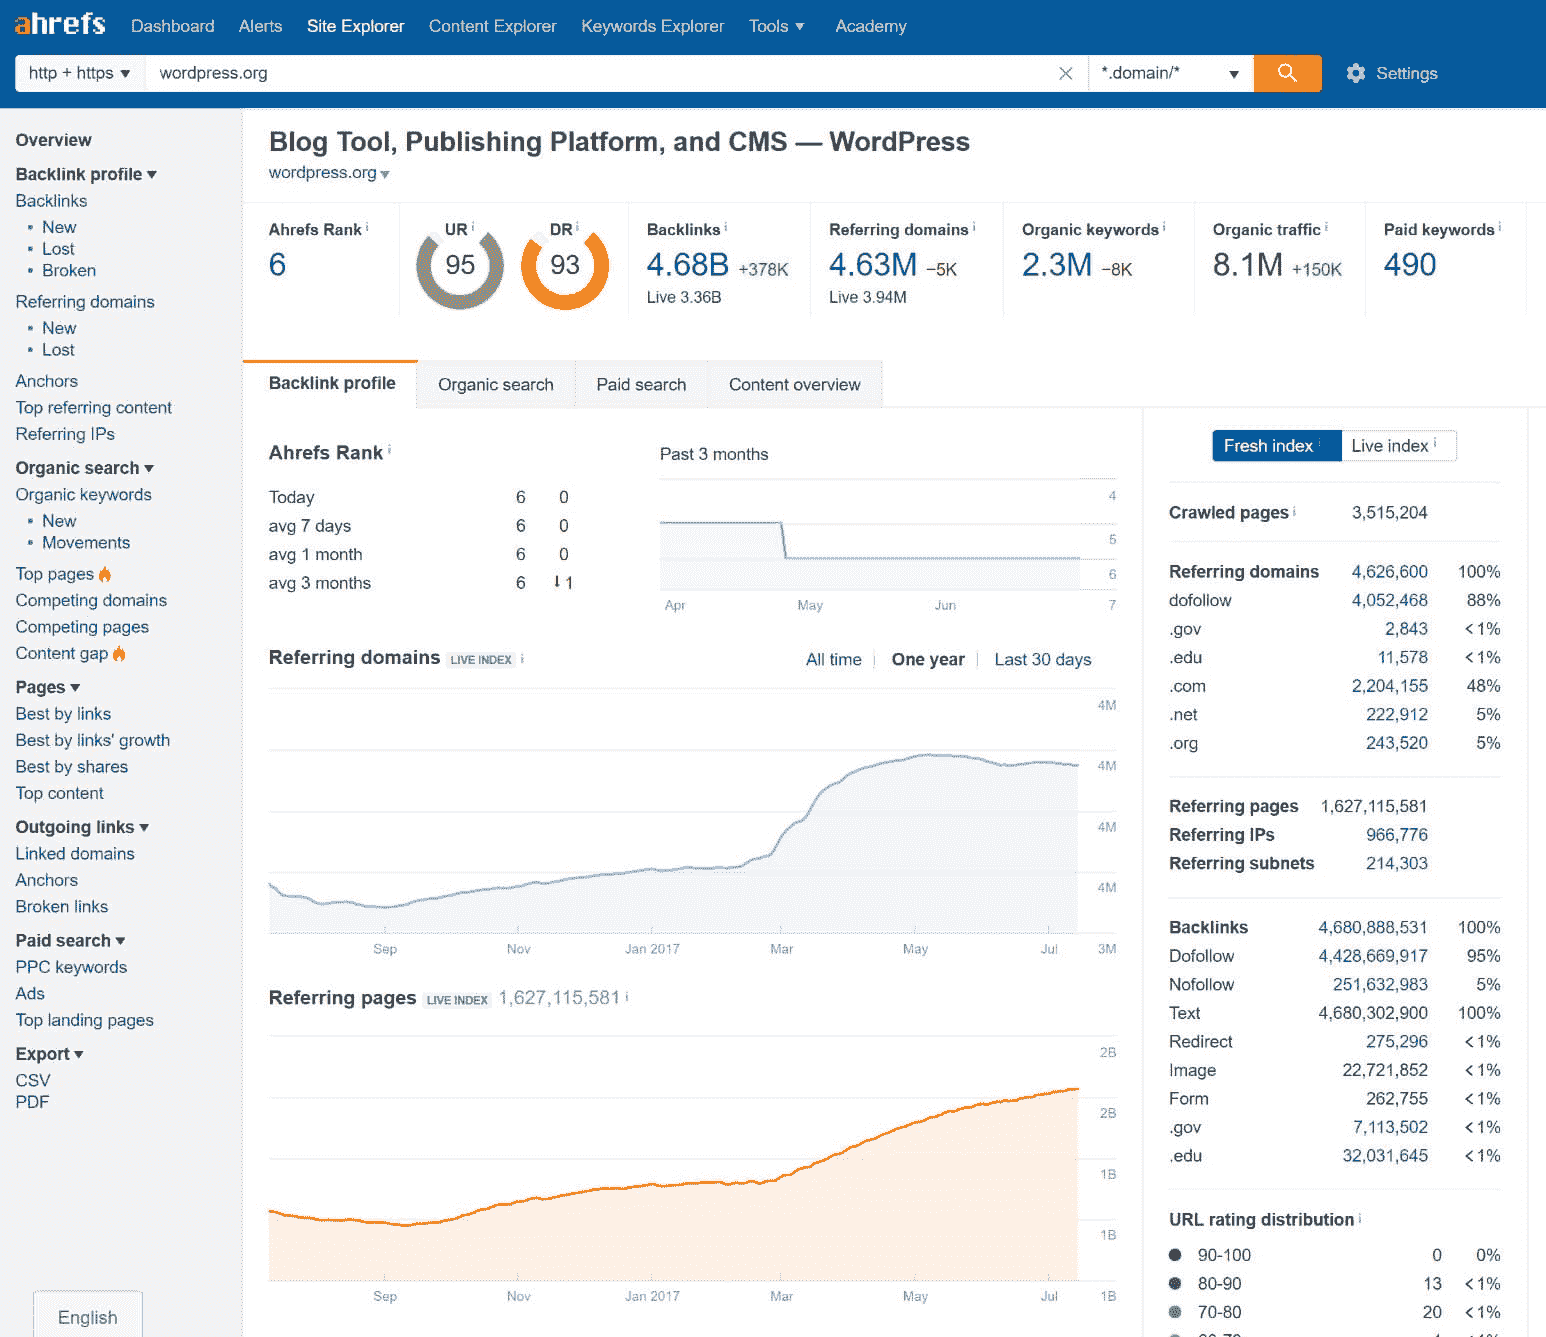 ahrefs Dashboard Alerts Site Explorer Content Explorer Keywords Explorer Tools ▼ Academy
http + https ▼ wordpress.org *.domain/* ▼ Settings
Overview
Backlink profile ▼
Backlinks
• New
• Lost
• Broken
Referring domains
• New
• Lost
Anchors
Top referring content
Referring IPs
Organic search ▼
Organic keywords
• New
• Movements
Top pages
Competing domains
Competing pages
Content gap
Pages ▼
Best by links
Best by links' growth
Best by shares
Top content
Outgoing links ▼
Linked domains
Anchors
Broken links
Paid search ▼
PPC keywords
Ads
Top landing pages
Export ▼
CSV
PDF
English
Blog Tool, Publishing Platform, and CMS — WordPress
wordpress.org ▼
Ahrefs Rank i
6
UR i
95
DR i
93
Backlinks i
4.68B +378K
Live 3.36B
Referring domains i
4.63M −5K
Live 3.94M
Organic keywords i
2.3M −8K
Organic traffic i
8.1M +150K
Paid keywords i
490
Backlink profile Organic search Paid search Content overview
Ahrefs Rank i
Today 6 0
avg 7 days 6 0
avg 1 month 6 0
avg 3 months 6 ↓1
Past 3 months
4
5
6
Apr May Jun 7
Referring domains LIVE INDEX i All time One year Last 30 days
4M
4M
4M
4M
Sep Nov Jan 2017 Mar May Jul 3M
Referring pages LIVE INDEX 1,627,115,581 i
2B
2B
1B
1B
Sep Nov Jan 2017 Mar May Jul 1B
Fresh index i Live index i
Crawled pages i 3,515,204
Referring domains 4,626,600 100%
dofollow 4,052,468 88%
.gov 2,843 <1%
.edu 11,578 <1%
.com 2,204,155 48%
.net 222,912 5%
.org 243,520 5%
Referring pages 1,627,115,581
Referring IPs 966,776
Referring subnets 214,303
Backlinks 4,680,888,531 100%
Dofollow 4,428,669,917 95%
Nofollow 251,632,983 5%
Text 4,680,302,900 100%
Redirect 275,296 <1%
Image 22,721,852 <1%
Form 262,755 <1%
.gov 7,113,502 <1%
.edu 32,031,645 <1%
URL rating distribution i
90-100 0 0%
80-90 13 <1%
70-80 20 <1%